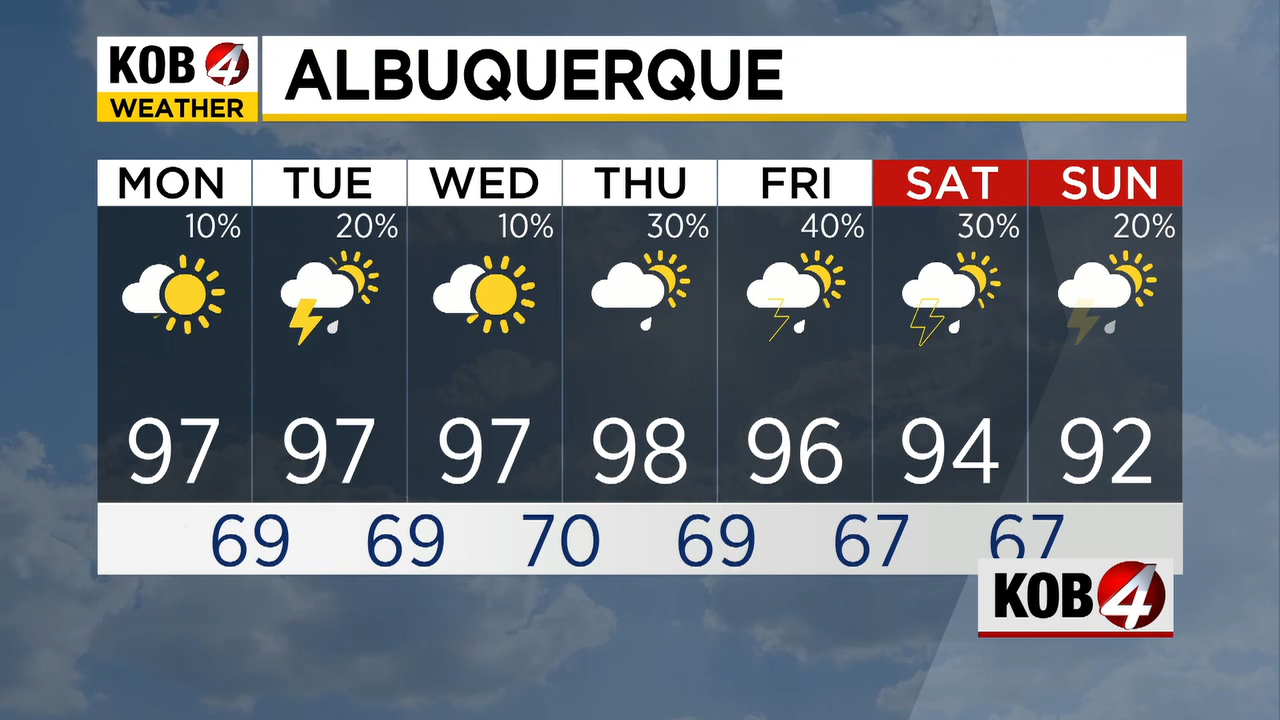 KOB 4
WEATHER
ALBUQUERQUE
MON TUE WED THU FRI SAT SUN
10% 20% 10% 30% 40% 30% 20%
97 97 97 98 96 94 92
69 69 70 69 67 67
KOB 4